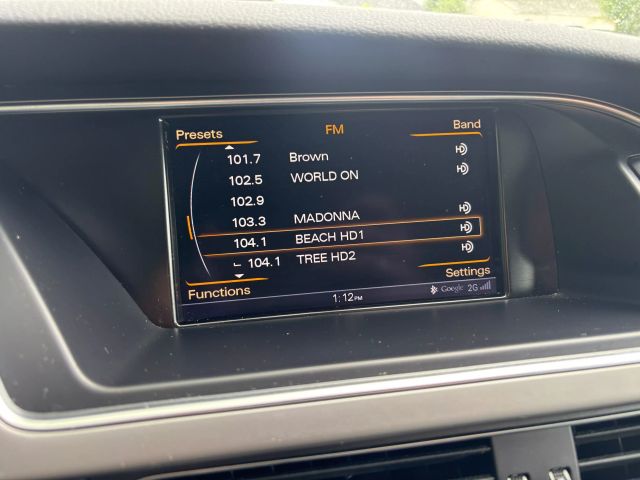 Presets FM Band
101.7 Brown
102.5 WORLD ON
102.9
103.3 MADONNA
104.1 BEACH HD1
104.1 TREE HD2
Functions Settings
1:12PM Google 2G